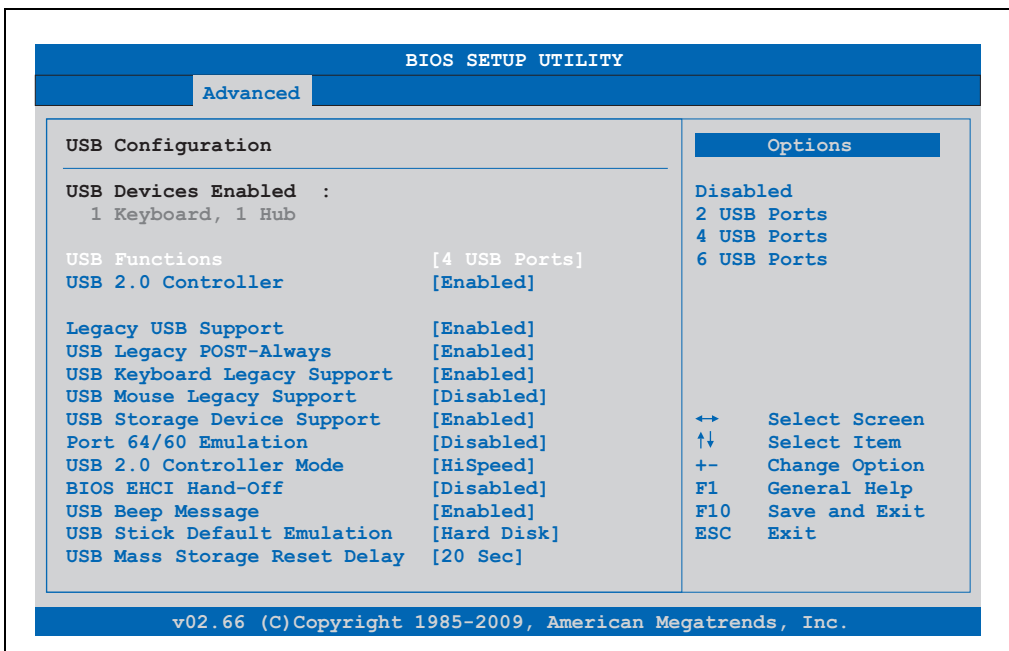 BIOS SETUP UTILITY
Advanced
USB Configuration
USB Devices Enabled :
1 Keyboard, 1 Hub
USB Functions [4 USB Ports]
USB 2.0 Controller [Enabled]
Legacy USB Support [Enabled]
USB Legacy POST-Always [Enabled]
USB Keyboard Legacy Support [Enabled]
USB Mouse Legacy Support [Disabled]
USB Storage Device Support [Enabled]
Port 64/60 Emulation [Disabled]
USB 2.0 Controller Mode [HiSpeed]
BIOS EHCI Hand-Off [Disabled]
USB Beep Message [Enabled]
USB Stick Default Emulation [Hard Disk]
USB Mass Storage Reset Delay [20 Sec]
Options
Disabled
2 USB Ports
4 USB Ports
6 USB Ports
↔ Select Screen
↑↓ Select Item
+- Change Option
F1 General Help
F10 Save and Exit
ESC Exit
v02.66 (C)Copyright 1985-2009, American Megatrends, Inc.